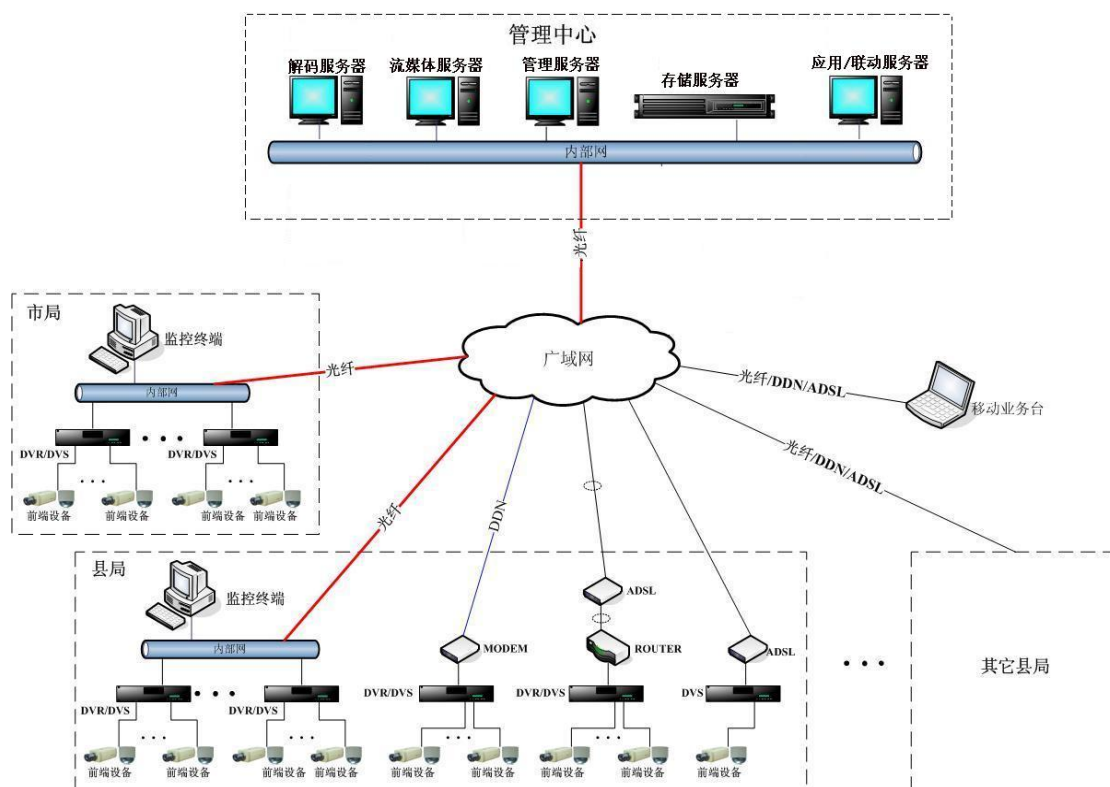 管理中心
解码服务器
流媒体服务器
管理服务器
存储服务器
应用/联动服务器
内部网
光纤
市局
监控终端
内部网
光纤
广域网
光纤/DDN/ADSL
移动业务台
光纤/DDN/ADSL
DVR/DVS
• • •
DVR/DVS
...
...
前端设备
前端设备
前端设备
前端设备
光纤
DDN
县局
监控终端
内部网
ADSL
MODEM
ROUTER
ADSL
• • •
其它县局
DVR/DVS
• • •
DVR/DVS
DVR/DVS
DVR/DVS
DVS
...
...
...
...
前端设备
前端设备
前端设备
前端设备
前端设备
前端设备
前端设备
前端设备
前端设备